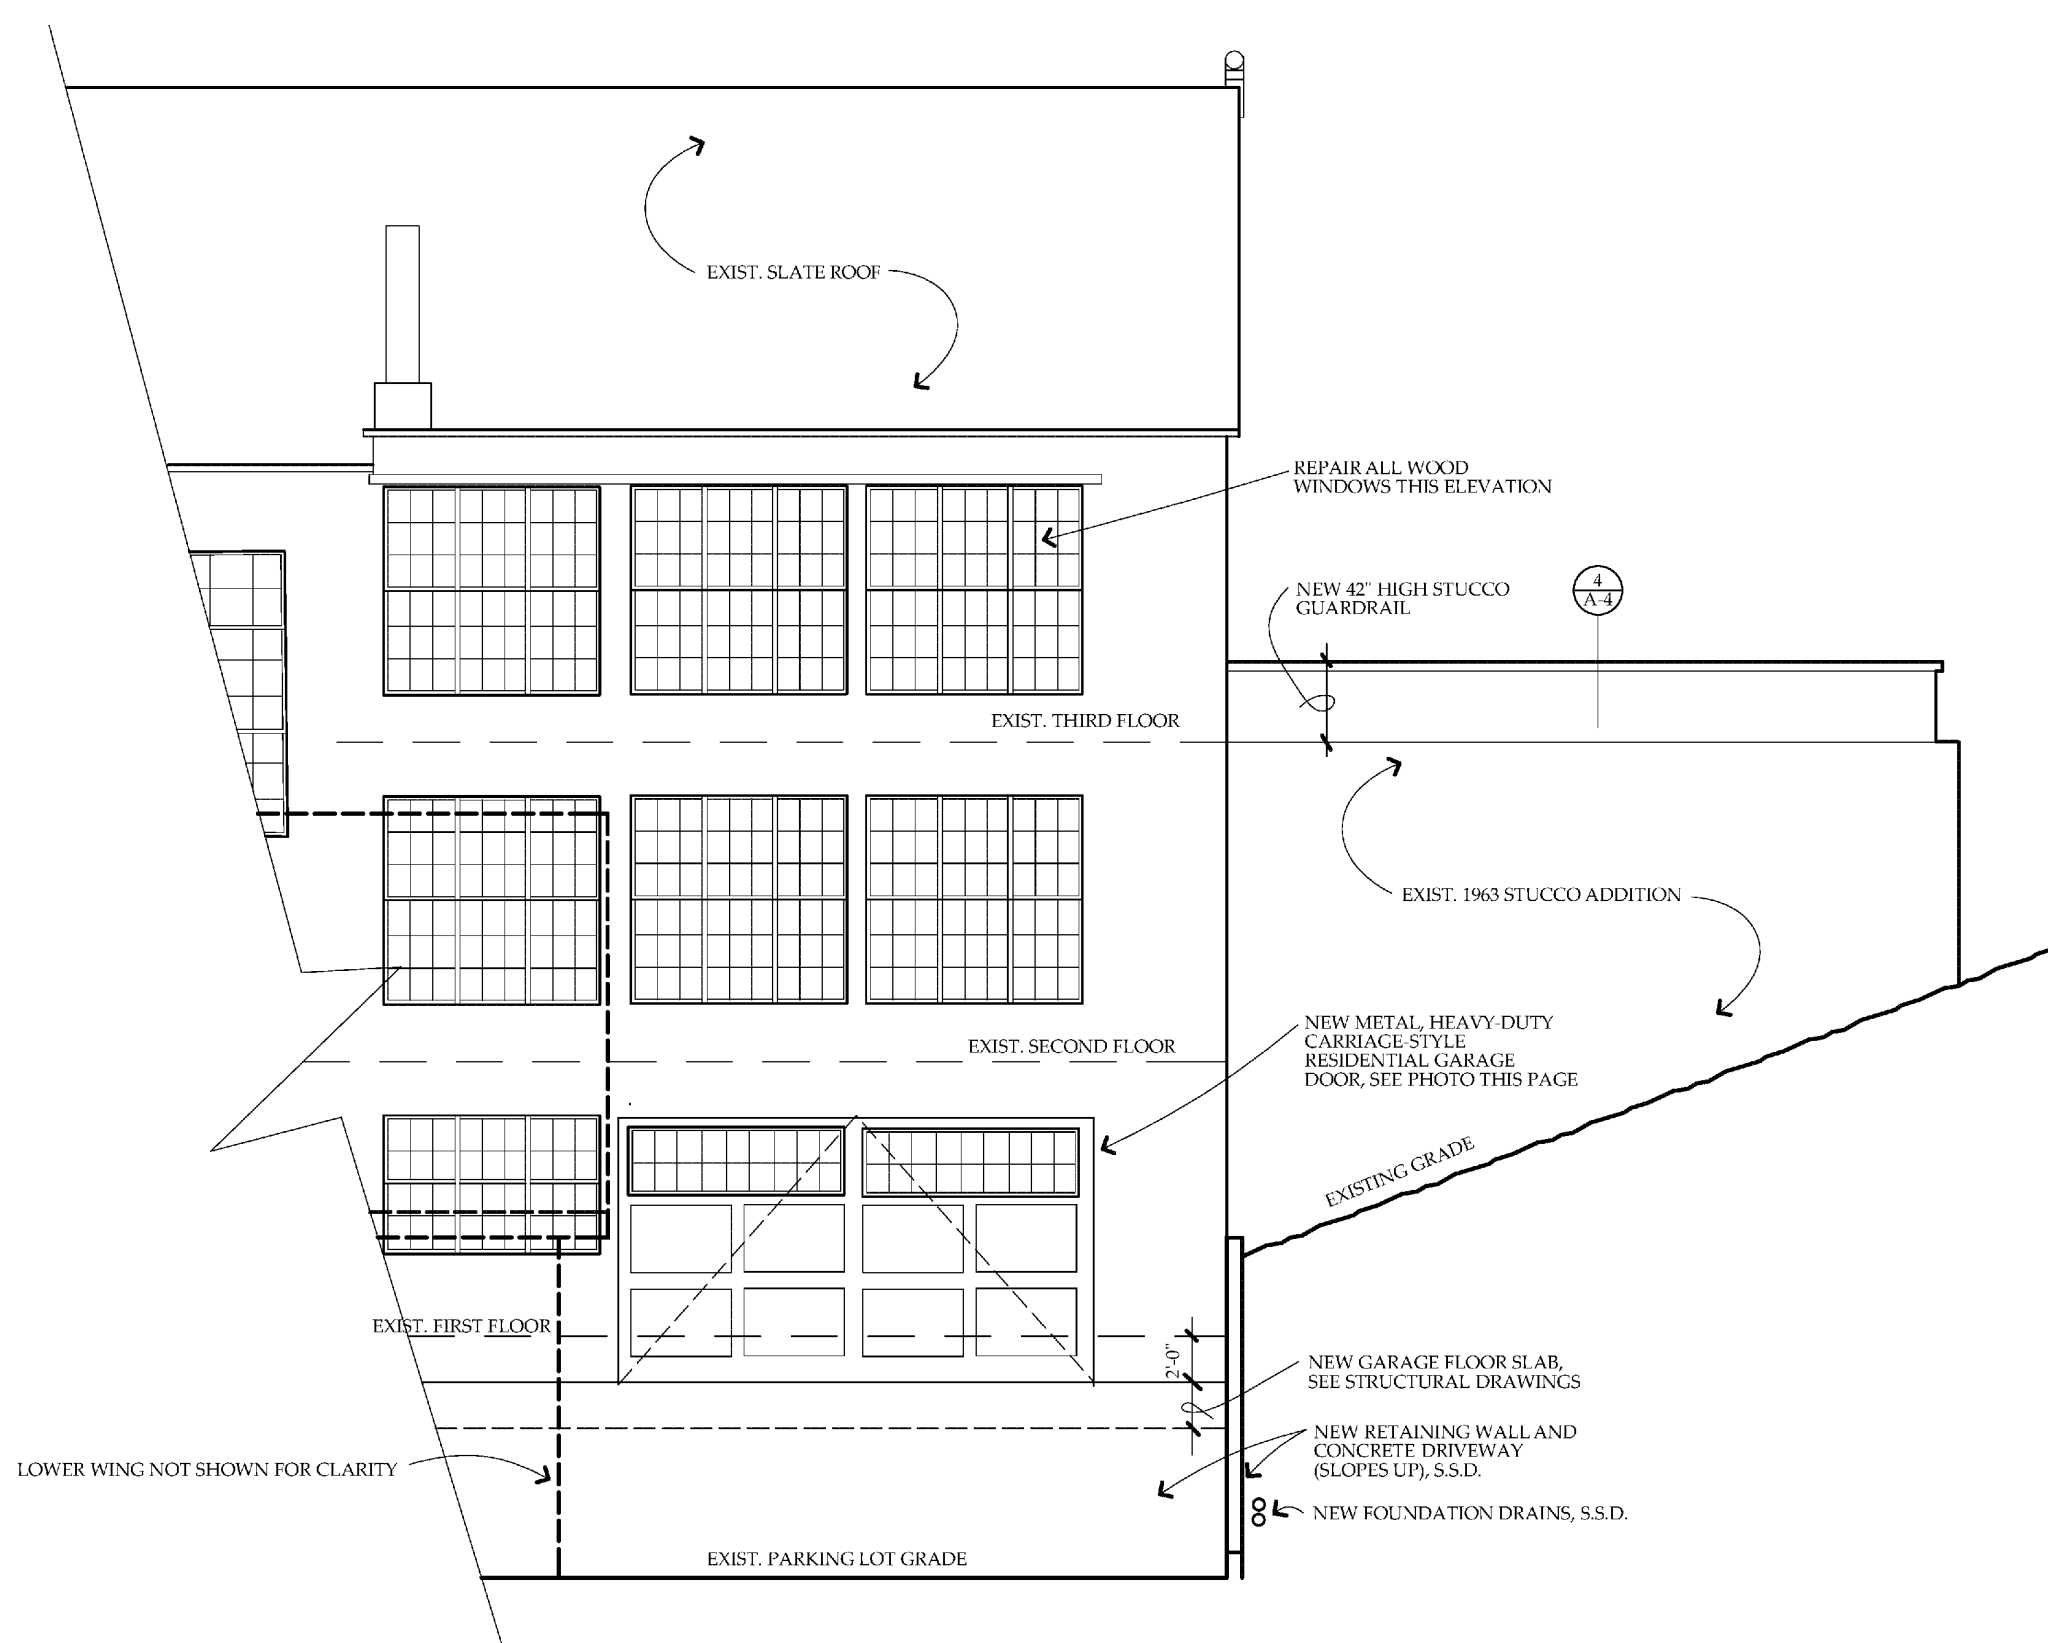 EXIST. SLATE ROOF
REPAIR ALL WOOD
WINDOWS THIS ELEVATION
NEW 42" HIGH STUCCO
GUARDRAIL
4
A-4
EXIST. THIRD FLOOR
EXIST. 1963 STUCCO ADDITION
NEW METAL, HEAVY-DUTY
CARRIAGE-STYLE
RESIDENTIAL GARAGE
DOOR, SEE PHOTO THIS PAGE
EXIST. SECOND FLOOR
EXISTING GRADE
EXIST. FIRST FLOOR
2'-0"
NEW GARAGE FLOOR SLAB,
SEE STRUCTURAL DRAWINGS
NEW RETAINING WALL AND
CONCRETE DRIVEWAY
(SLOPES UP), S.S.D.
LOWER WING NOT SHOWN FOR CLARITY
NEW FOUNDATION DRAINS, S.S.D.
EXIST. PARKING LOT GRADE